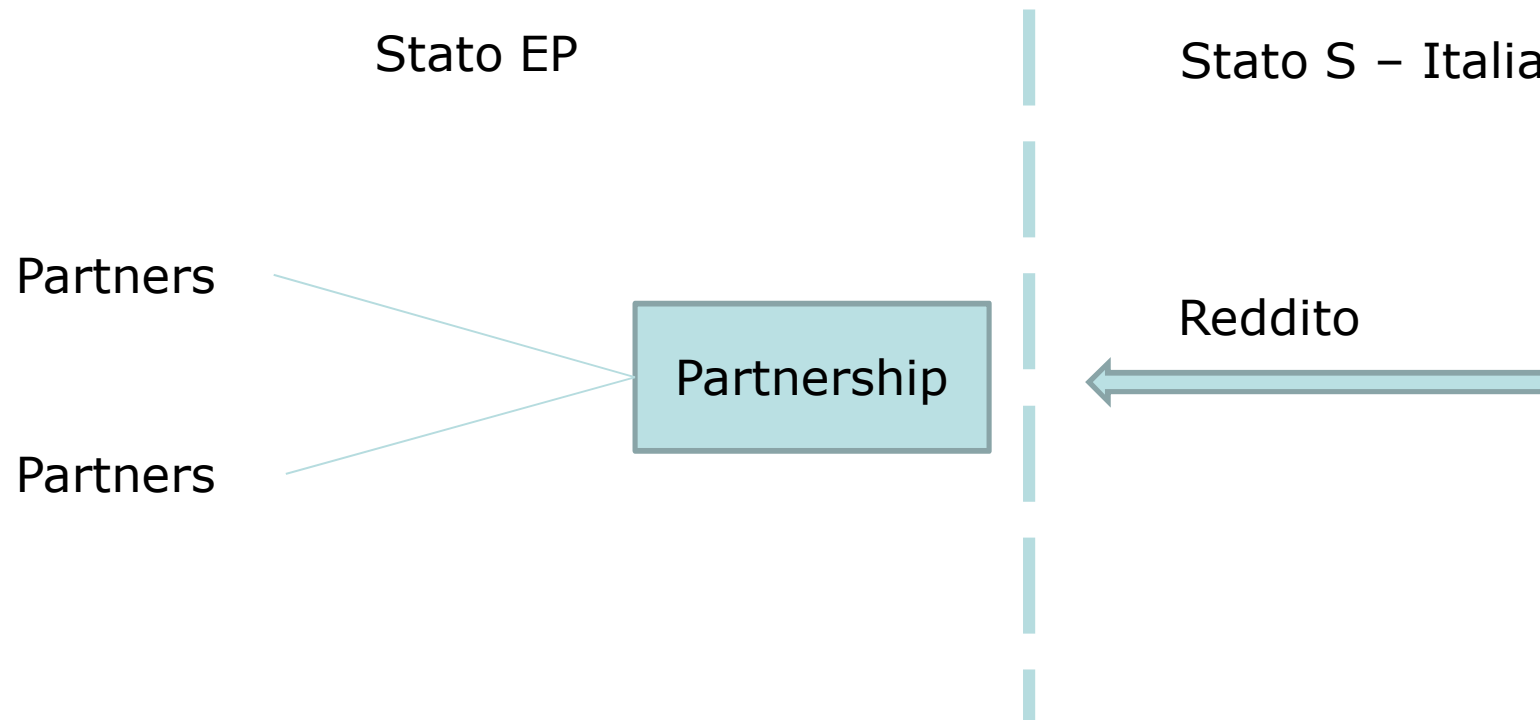 Stato EP
Stato S – Italia
Partners
Reddito
Partnership
Partners